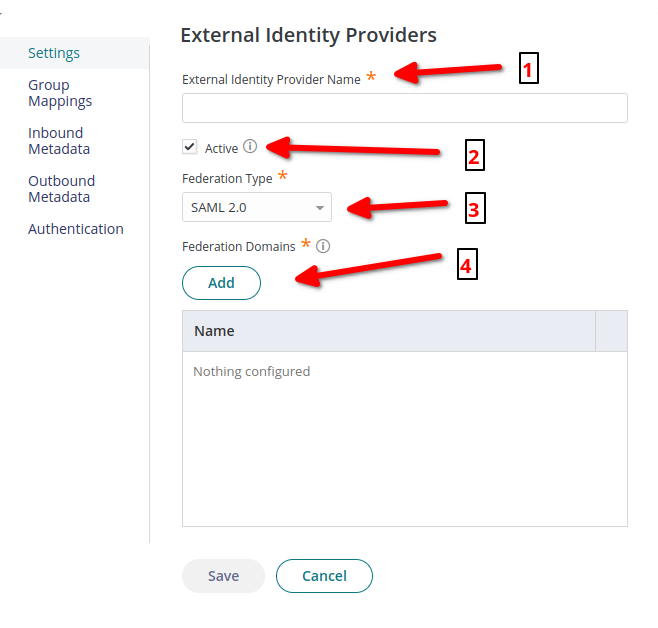 External Identity Providers
Settings
Group
Mappings
Inbound
Metadata
Outbound
Metadata
Authentication
External Identity Provider Name *
1
Active
2
Federation Type *
SAML 2.0
3
Federation Domains *
4
Add
Name
Nothing configured
Save
Cancel